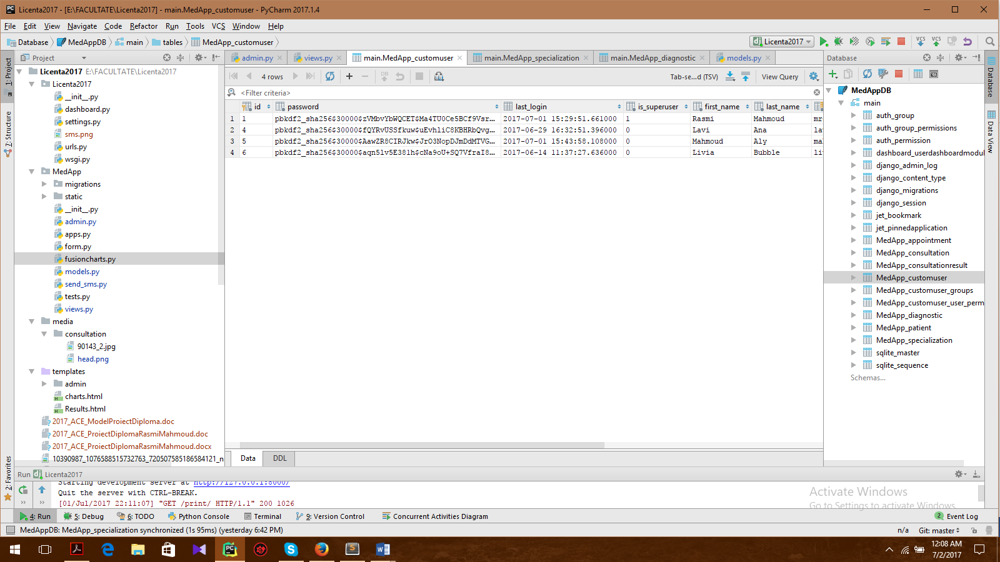 Licenta2017 - [E:\FACULTATE\Licenta2017] - main.MedApp_customuser - PyCharm 2017.1.4
File Edit View Navigate Code Refactor Run Tools VCS Window Help
Database MedAppDB main tables MedApp_customuser Licenta2017 VCS VCS
Project
admin.py views.py main.MedApp_customuser main.MedApp_specialization main.MedApp_diagnostic models.py
Database
4 rows DB Tab-se...d (TSV) View Query
<Filter criteria>
id password last_login is_superuser first_name last_name
1 1 pbkdf2_sha256$30000$zVMbvYbWQCET$Ma4TU0Ce5BCf9Vsr... 2017-07-01 15:29:51.661000 1 Rasmi Mahmoud mr
2 4 pbkdf2_sha256$30000$fQYRvUSSfkuw$uEvhliC8KBHRbQvg... 2017-06-29 16:32:51.396000 0 Lavi Ana la
3 5 pbkdf2_sha256$30000$AawZR8CIRJkw$JrO3NopDJmDdMTVG... 2017-07-01 15:43:58.108000 0 Mahmoud Aly ma
4 6 pbkdf2_sha256$30000$aqn5lv5E38lh$cNa9oU+SQ7VfraI8... 2017-06-14 11:37:27.636000 0 Livia Bubble li
Data DDL
1: Project
7: Structure
2: Favorites
Licenta2017 E:\FACULTATE\Licenta2017
Licenta2017
__init__.py
dashboard.py
settings.py
sms.png
urls.py
wsgi.py
MedApp
migrations
static
__init__.py
admin.py
apps.py
form.py
fusioncharts.py
models.py
send_sms.py
tests.py
views.py
media
consultation
90143_2.jpg
head.png
templates
admin
charts.html
Results.html
2017_ACE_ModelProiectDiploma.doc
2017_ACE_ProiectDiplomaRasmiMahmoud.doc
2017_ACE_ProiectDiplomaRasmiMahmoud.docx
10390987_1076588515732763_720507585186584121_n
MedAppDB
main
auth_group
auth_group_permissions
auth_permission
dashboard_userdashboardmodul
django_admin_log
django_content_type
django_migrations
django_session
jet_bookmark
jet_pinnedapplication
MedApp_appointment
MedApp_consultation
MedApp_consultationresult
MedApp_customuser
MedApp_customuser_groups
MedApp_customuser_user_perm
MedApp_diagnostic
MedApp_patient
MedApp_specialization
sqlite_master
sqlite_sequence
Schemas...
Database
Data View
Run Licenta2017
Starting development server at http://127.0.0.1:8000/
Quit the server with CTRL-BREAK.
[01/Jul/2017 22:11:07] "GET /print/ HTTP/1.1" 200 1026
Activate Windows
Go to Settings to activate Windows.
4: Run 5: Debug 6: TODO Python Console Terminal 9: Version Control Concurrent Activities Diagram 2 Event Log
MedAppDB: MedApp_specialization synchronized (1s 95ms) (yesterday 6:42 PM) n/a Git: master
12:08 AM
7/2/2017